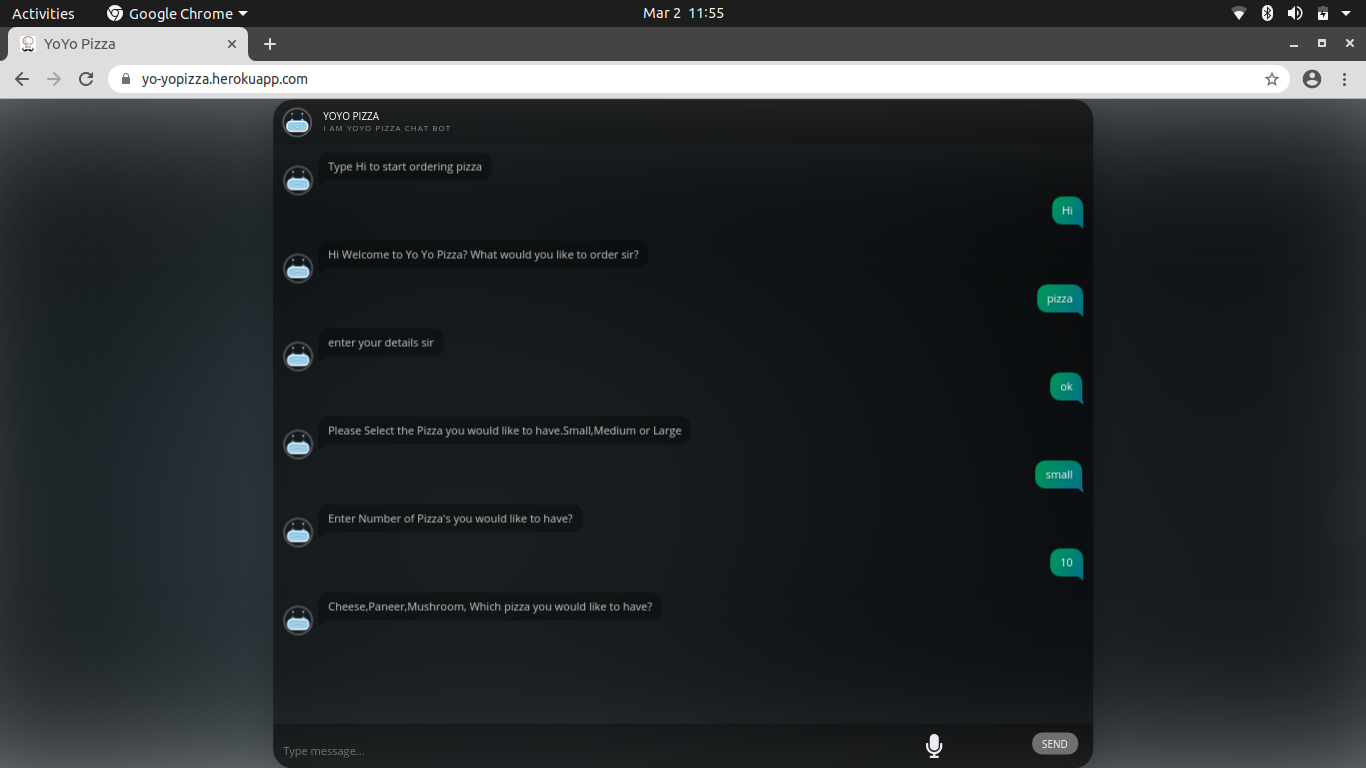 Activities
Google Chrome
Mar 2 11:55
YoYo Pizza
yo-yopizza.herokuapp.com
YOYO PIZZA
I AM YOYO PIZZA CHAT BOT
Type Hi to start ordering pizza
Hi
Hi Welcome to Yo Yo Pizza? What would you like to order sir?
pizza
enter your details sir
ok
Please Select the Pizza you would like to have.Small,Medium or Large
small
Enter Number of Pizza's you would like to have?
10
Cheese,Paneer,Mushroom, Which pizza you would like to have?
Type message...
SEND